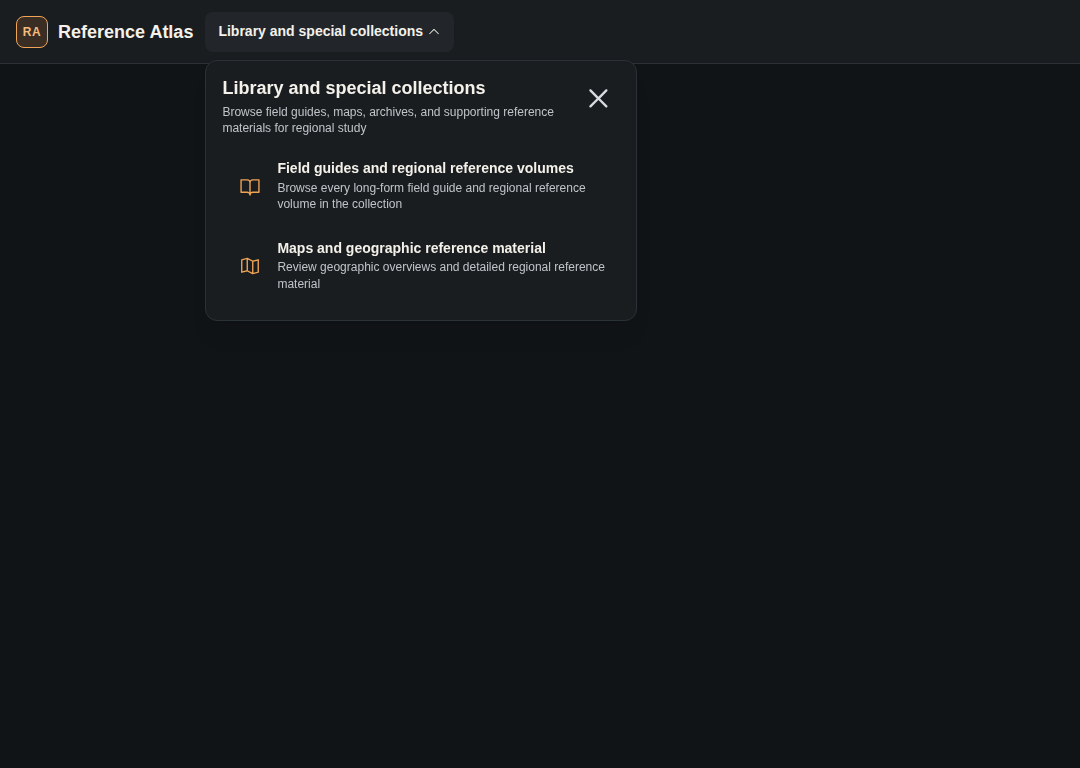 RA
Reference Atlas
Library and special collections
Library and special collections
Browse field guides, maps, archives, and supporting reference
materials for regional study
Field guides and regional reference volumes
Browse every long-form field guide and regional reference
volume in the collection
Maps and geographic reference material
Review geographic overviews and detailed regional reference
material